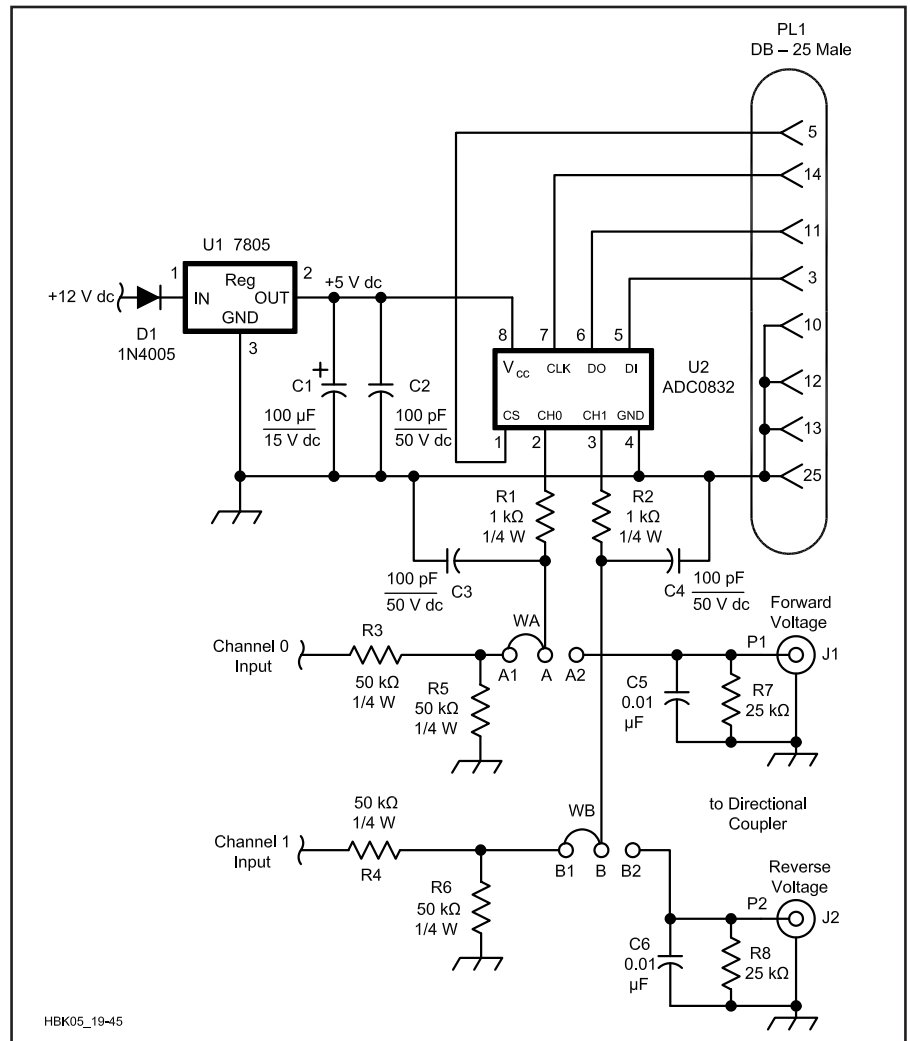 PL1
DB – 25 Male
5
14
11
3
10
12
13
25
U1 7805
1
2
Reg
IN
OUT
GND
3
+12 V dc
D1
1N4005
+5 V dc
+
C1
100 µF
15 V dc
C2
100 pF
50 V dc
8
7
6
5
Vcc
CLK
DO
DI
CS
CH0
CH1
GND
1
2
3
4
U2
ADC0832
R1
1 kΩ
1/4 W
R2
1 kΩ
1/4 W
100 pF
50 V dc
C3
C4
100 pF
50 V dc
Channel 0
Input
R3
50 kΩ
1/4 W
R5
50 kΩ
1/4 W
WA
A1
A
A2
C5
0.01
µF
R7
25 kΩ
P1
Forward
Voltage
J1
to Directional
Coupler
Channel 1
Input
50 kΩ
1/4 W
R4
R6
50 kΩ
1/4 W
WB
B1
B
B2
C6
0.01
µF
R8
25 kΩ
P2
Reverse
Voltage
J2
HBK05_19-45